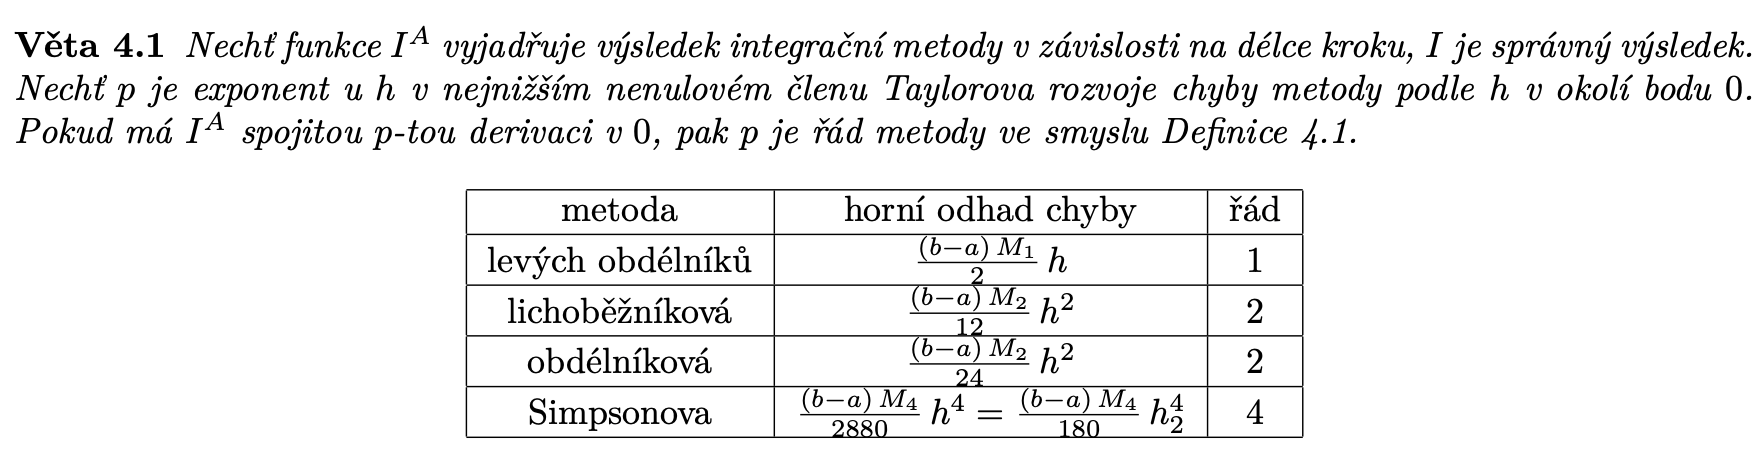 Věta 4.1 Nechť funkce I^A vyjadřuje výsledek integrační metody v závislosti na délce kroku, I je správný výsledek.
Nechť p je exponent u h v nejnižším nenulovém členu Taylorova rozvoje chyby metody podle h v okolí bodu 0.
Pokud má I^A spojitou p-tou derivaci v 0, pak p je řád metody ve smyslu Definice 4.1.
metoda horní odhad chyby řád
levých obdélníků \frac{(b-a) M_1}{2} h 1
lichoběžníková \frac{(b-a) M_2}{12} h^2 2
obdélníková \frac{(b-a) M_2}{24} h^2 2
Simpsonova \frac{(b-a) M_4}{2880} h^4 = \frac{(b-a) M_4}{180} h_2^4 4